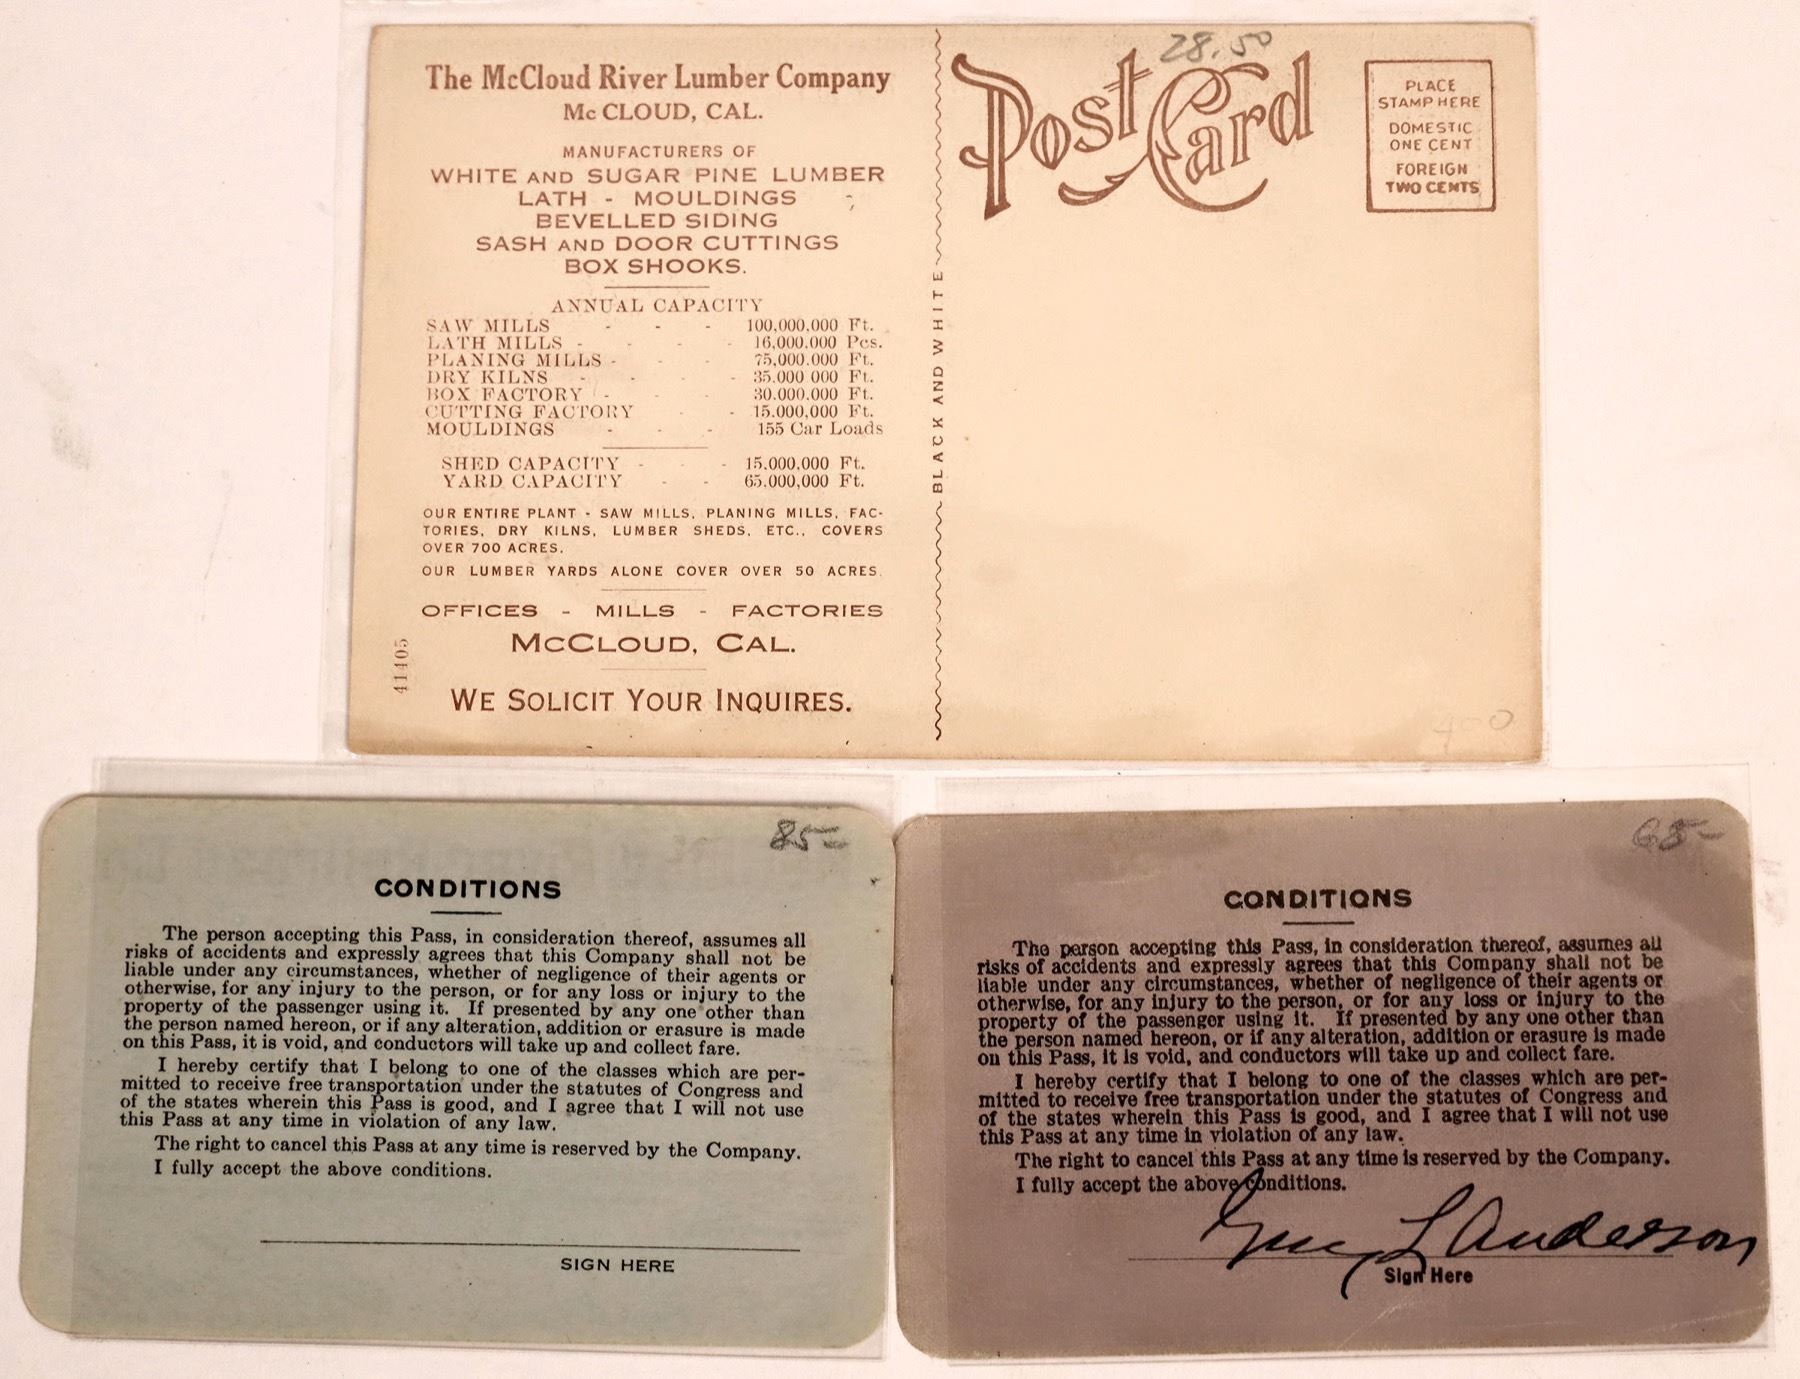 28.50
The McCloud River Lumber Company
Mc CLOUD, CAL.
MANUFACTURERS OF
WHITE AND SUGAR PINE LUMBER
LATH - MOULDINGS
BEVELLED SIDING
SASH AND DOOR CUTTINGS
BOX SHOOKS.
ANNUAL CAPACITY
SAW MILLS - - - 100,000,000 Ft.
LATH MILLS - - - - 16,000.000 Pcs.
PLANING MILLS - - - 75,000.000 Ft.
DRY KILNS - - - - 35.000 000 Ft.
BOX FACTORY - - - 30.000.000 Ft.
CUTTING FACTORY - - 15.000,000 Ft.
MOULDINGS - - - 155 Car Loads
SHED CAPACITY - - - 15.000,000 Ft.
YARD CAPACITY - - 65,000,000 Ft.
OUR ENTIRE PLANT - SAW MILLS, PLANING MILLS, FAC-
TORIES, DRY KILNS, LUMBER SHEDS, ETC., COVERS
OVER 700 ACRES.
OUR LUMBER YARDS ALONE COVER OVER 50 ACRES.
OFFICES - MILLS - FACTORIES
McCLOUD, CAL.
WE SOLICIT YOUR INQUIRES.
41405
BLACK AND WHITE
Post Card
PLACE
STAMP HERE
DOMESTIC
ONE CENT
FOREIGN
TWO CENTS
400
85-
CONDITIONS
The person accepting this Pass, in consideration thereof, assumes all
risks of accidents and expressly agrees that this Company shall not be
liable under any circumstances, whether of negligence of their agents or
otherwise, for any injury to the person, or for any loss or injury to the
property of the passenger using it. If presented by any one other than
the person named hereon, or if any alteration, addition or erasure is made
on this Pass, it is void, and conductors will take up and collect fare.
I hereby certify that I belong to one of the classes which are per-
mitted to receive free transportation under the statutes of Congress and
of the states wherein this Pass is good, and I agree that I will not use
this Pass at any time in violation of any law.
The right to cancel this Pass at any time is reserved by the Company.
I fully accept the above conditions.
SIGN HERE
65-
CONDITIONS
The person accepting this Pass, in consideration thereof, assumes all
risks of accidents and expressly agrees that this Company shall not be
liable under any circumstances, whether of negligence of their agents or
otherwise, for any injury to the person, or for any loss or injury to the
property of the passenger using it. If presented by any one other than
the person named hereon, or if any alteration, addition or erasure is made
on this Pass, it is void, and conductors will take up and collect fare.
I hereby certify that I belong to one of the classes which are per-
mitted to receive free transportation under the statutes of Congress and
of the states wherein this Pass is good, and I agree that I will not use
this Pass at any time in violation of any law.
The right to cancel this Pass at any time is reserved by the Company.
I fully accept the above conditions.
L Anderson
Sign Here